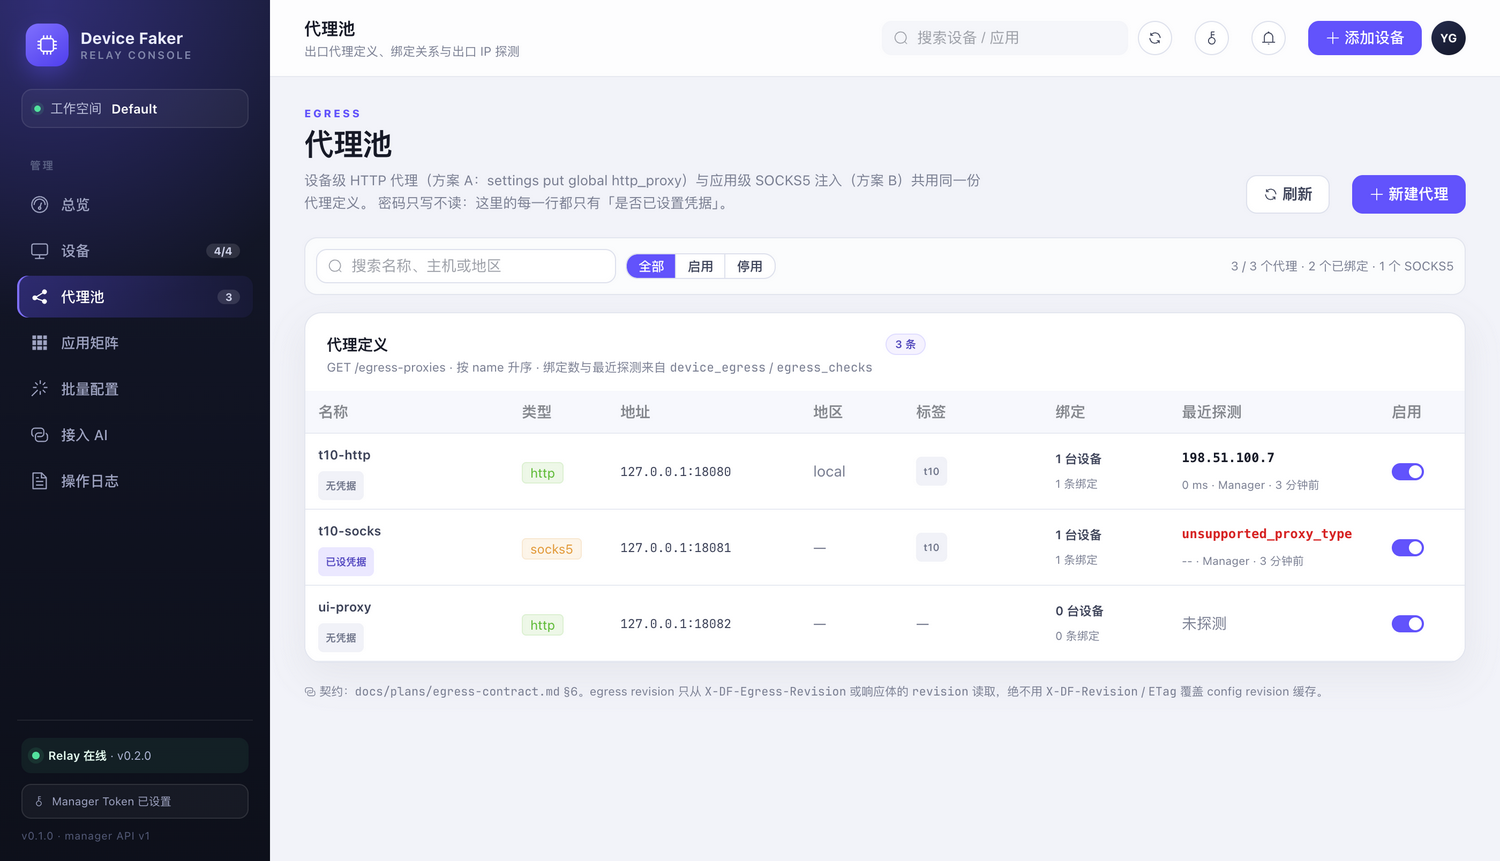 Device Faker
RELAY CONSOLE
工作空间 Default
管理
总览
设备 4/4
代理池 3
应用矩阵
批量配置
接入 AI
操作日志
Relay 在线 · v0.2.0
Manager Token 已设置
v0.1.0 · manager API v1
代理池
出口代理定义、绑定关系与出口 IP 探测
搜索设备 / 应用
添加设备
YG
EGRESS
代理池
设备级 HTTP 代理（方案 A：settings put global http_proxy）与应用级 SOCKS5 注入（方案 B）共用同一份
代理定义。 密码只写不读：这里的每一行都只有「是否已设置凭据」。
刷新
新建代理
搜索名称、主机或地区
全部 启用 停用
3 / 3 个代理 · 2 个已绑定 · 1 个 SOCKS5
代理定义
3 条
GET /egress-proxies · 按 name 升序 · 绑定数与最近探测来自 device_egress / egress_checks
名称 类型 地址 地区 标签 绑定 最近探测 启用
t10-http
无凭据
http
127.0.0.1:18080
local
t10
1 台设备
1 条绑定
198.51.100.7
0 ms · Manager · 3 分钟前
t10-socks
已设凭据
socks5
127.0.0.1:18081
—
t10
1 台设备
1 条绑定
unsupported_proxy_type
-- · Manager · 3 分钟前
ui-proxy
无凭据
http
127.0.0.1:18082
—
—
0 台设备
0 条绑定
未探测
契约：docs/plans/egress-contract.md §6。egress revision 只从 X-DF-Egress-Revision 或响应体的 revision 读取，绝不用 X-DF-Revision / ETag 覆盖 config revision 缓存。